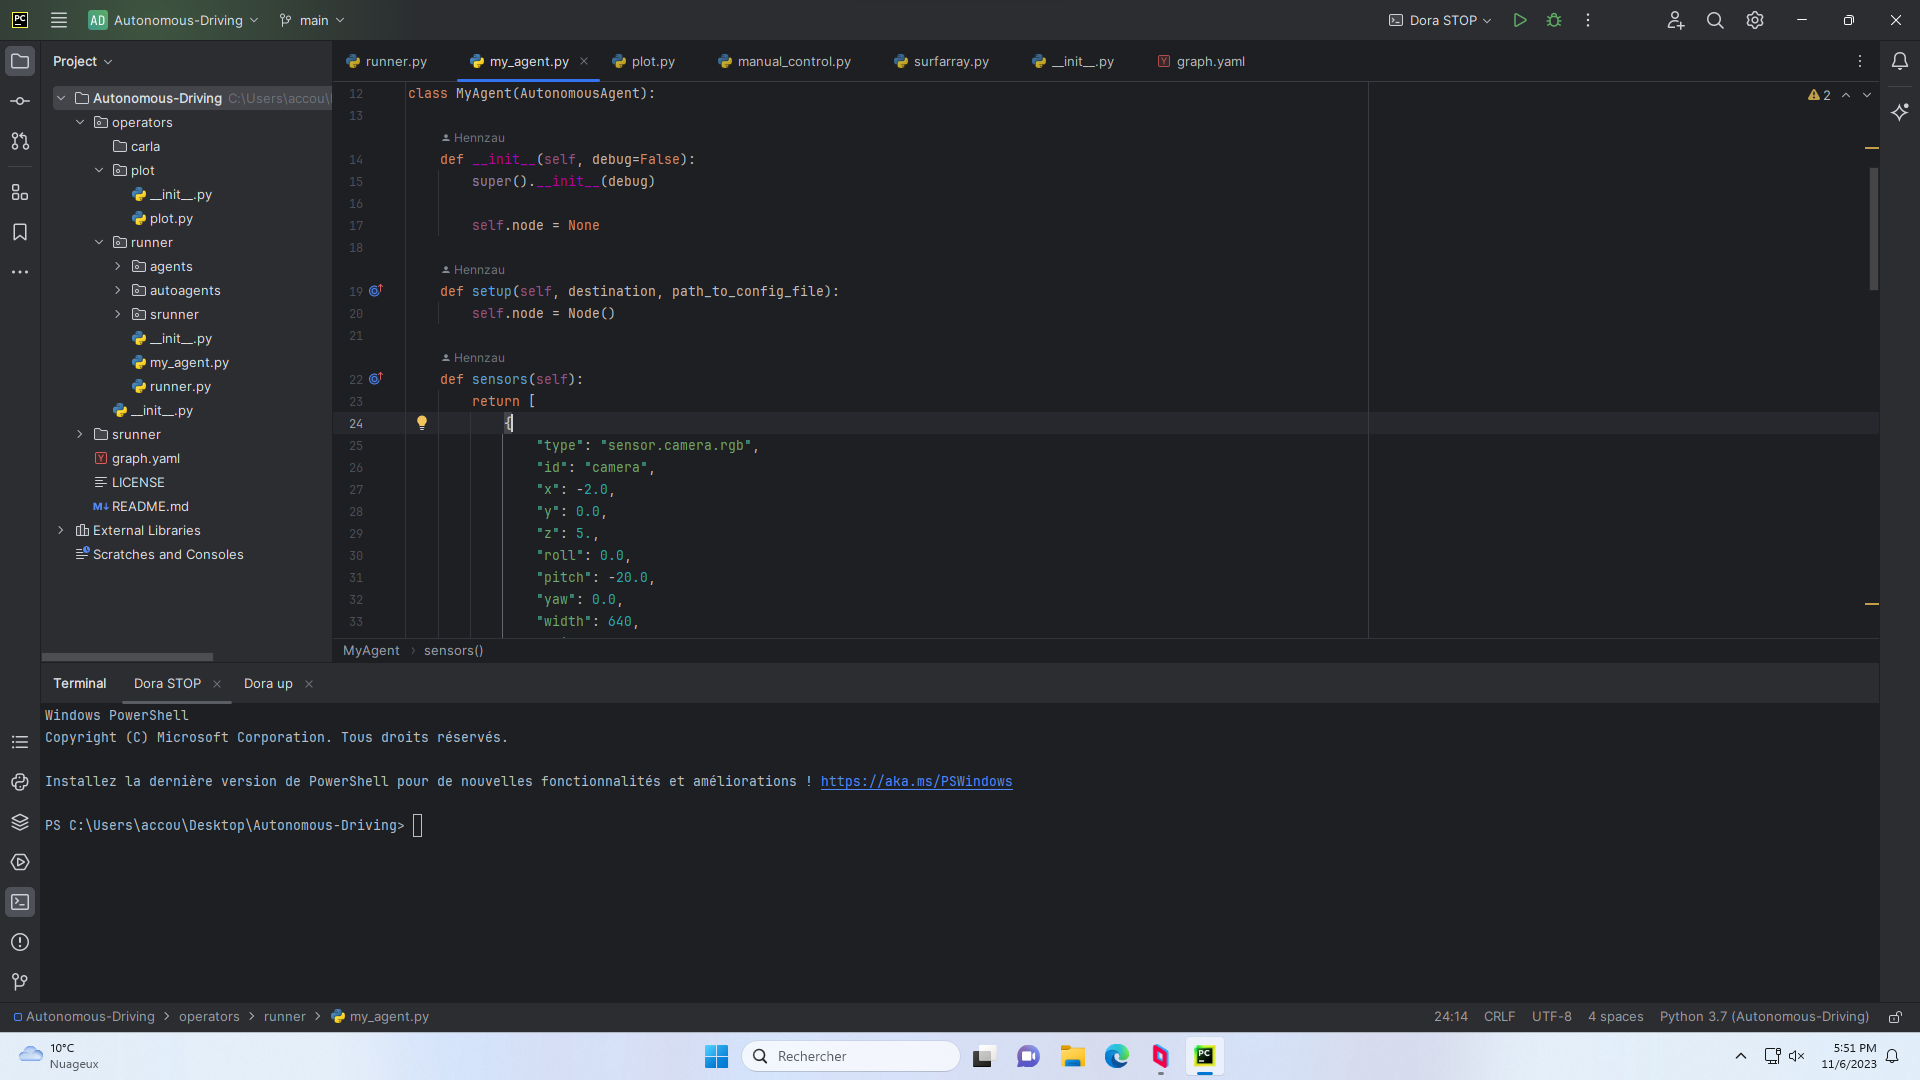 PC
AD Autonomous-Driving main
Dora STOP
Project
runner.py my_agent.py plot.py manual_control.py surfarray.py __init__.py graph.yaml
Autonomous-Driving C:\Users\accou\
operators
carla
plot
__init__.py
plot.py
runner
agents
autoagents
srunner
__init__.py
my_agent.py
runner.py
__init__.py
srunner
graph.yaml
LICENSE
README.md
External Libraries
Scratches and Consoles
2
12 class MyAgent(AutonomousAgent):
13
Hennzau
14 def __init__(self, debug=False):
15 super().__init__(debug)
16
17 self.node = None
18
Hennzau
19 def setup(self, destination, path_to_config_file):
20 self.node = Node()
21
Hennzau
22 def sensors(self):
23 return [
24 {
25 "type": "sensor.camera.rgb",
26 "id": "camera",
27 "x": -2.0,
28 "y": 0.0,
29 "z": 5.,
30 "roll": 0.0,
31 "pitch": -20.0,
32 "yaw": 0.0,
33 "width": 640,
MyAgent › sensors()
Terminal Dora STOP Dora up
Windows PowerShell
Copyright (C) Microsoft Corporation. Tous droits réservés.
Installez la dernière version de PowerShell pour de nouvelles fonctionnalités et améliorations ! https://aka.ms/PSWindows
PS C:\Users\accou\Desktop\Autonomous-Driving>
Autonomous-Driving > operators > runner > my_agent.py
24:14 CRLF UTF-8 4 spaces Python 3.7 (Autonomous-Driving)
10°C
Nuageux
Rechercher
PC
5:51 PM
11/6/2023